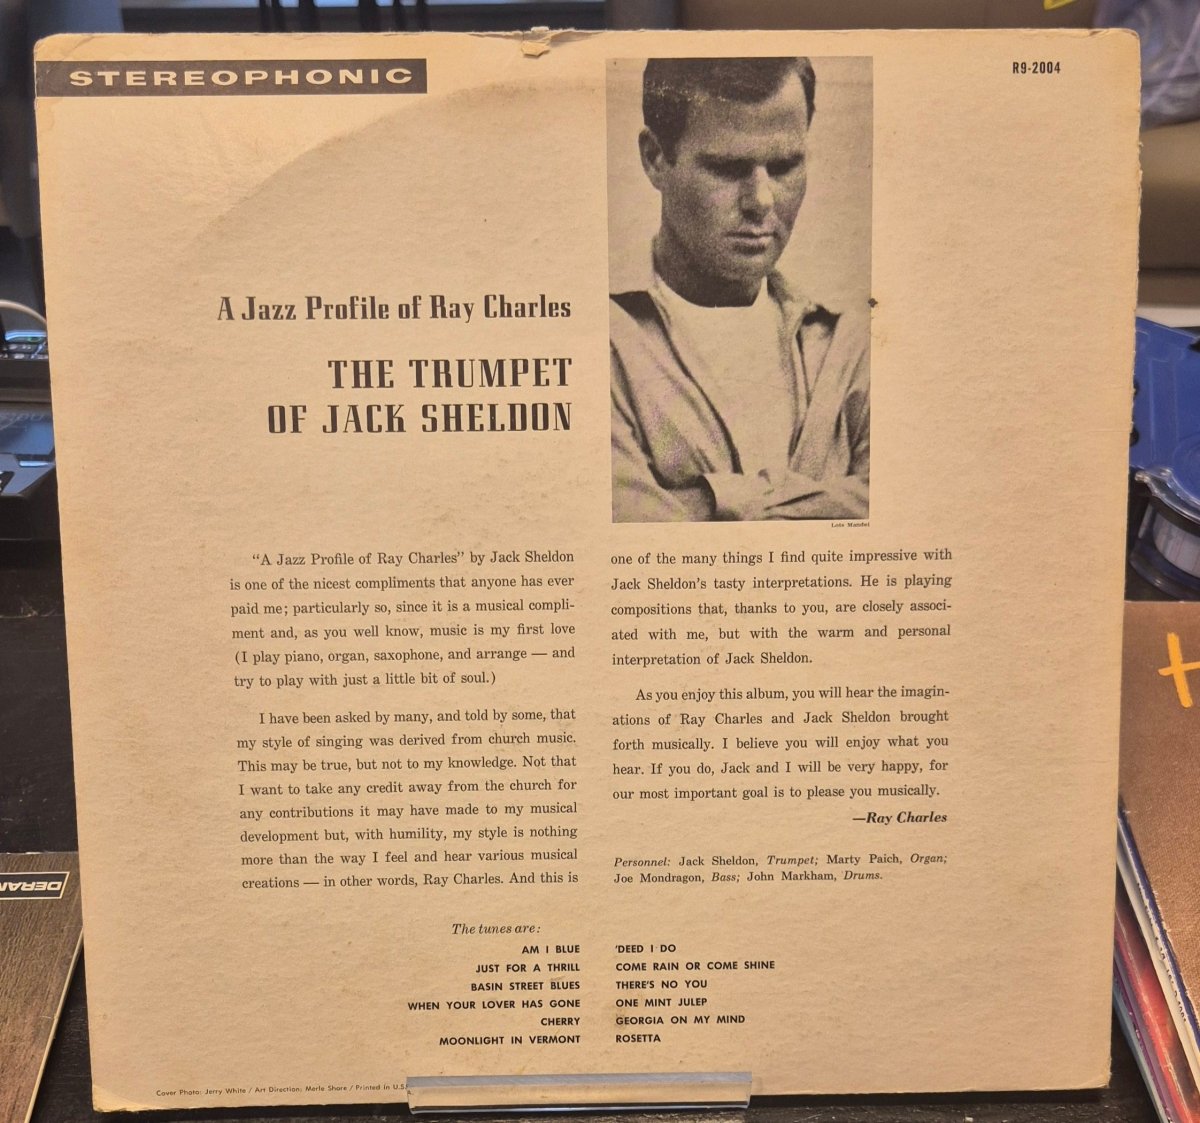 STEREOPHONIC
R9-2004
A Jazz Profile of Ray Charles
THE TRUMPET
OF JACK SHELDON
Lois Mandel
"A Jazz Profile of Ray Charles" by Jack Sheldon
is one of the nicest compliments that anyone has ever
paid me; particularly so, since it is a musical compli-
ment and, as you well know, music is my first love
(I play piano, organ, saxophone, and arrange — and
try to play with just a little bit of soul.)
I have been asked by many, and told by some, that
my style of singing was derived from church music.
This may be true, but not to my knowledge. Not that
I want to take any credit away from the church for
any contributions it may have made to my musical
development but, with humility, my style is nothing
more than the way I feel and hear various musical
creations — in other words, Ray Charles. And this is
one of the many things I find quite impressive with
Jack Sheldon's tasty interpretations. He is playing
compositions that, thanks to you, are closely associ-
ated with me, but with the warm and personal
interpretation of Jack Sheldon.
As you enjoy this album, you will hear the imagin-
ations of Ray Charles and Jack Sheldon brought
forth musically. I believe you will enjoy what you
hear. If you do, Jack and I will be very happy, for
our most important goal is to please you musically.
—Ray Charles
Personnel: Jack Sheldon, Trumpet; Marty Paich, Organ;
Joe Mondragon, Bass; John Markham, Drums.
The tunes are:
AM I BLUE
JUST FOR A THRILL
BASIN STREET BLUES
WHEN YOUR LOVER HAS GONE
CHERRY
MOONLIGHT IN VERMONT
'DEED I DO
COME RAIN OR COME SHINE
THERE'S NO YOU
ONE MINT JULEP
GEORGIA ON MY MIND
ROSETTA
Cover Photo: Jerry White / Art Direction: Merle Shore / Printed in U.S.A.
DERAM